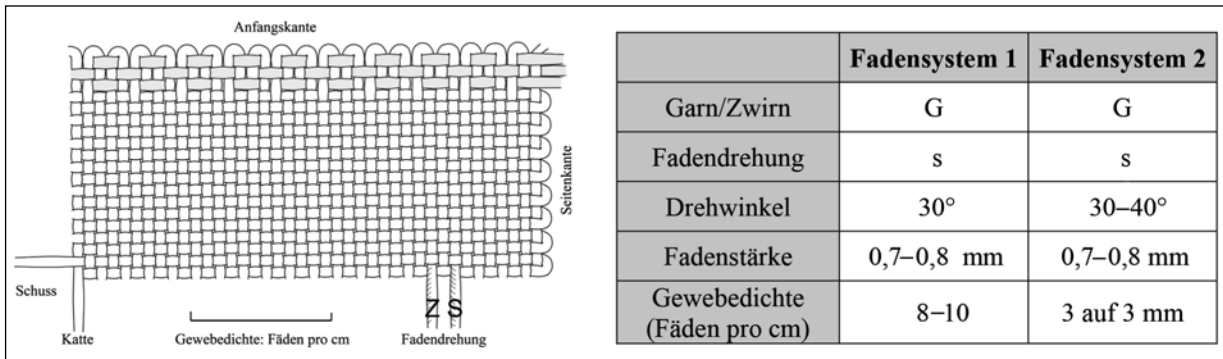 Anfangskante
Seitenkante
Schuss
Katte
Gewebedichte: Fäden pro cm
Z S
Fadendrehung
Fadensystem 1 Fadensystem 2
Garn/Zwirn G G
Fadendrehung s s
Drehwinkel 30° 30–40°
Fadenstärke 0,7–0,8 mm 0,7–0,8 mm
Gewebedichte
(Fäden pro cm) 8–10 3 auf 3 mm